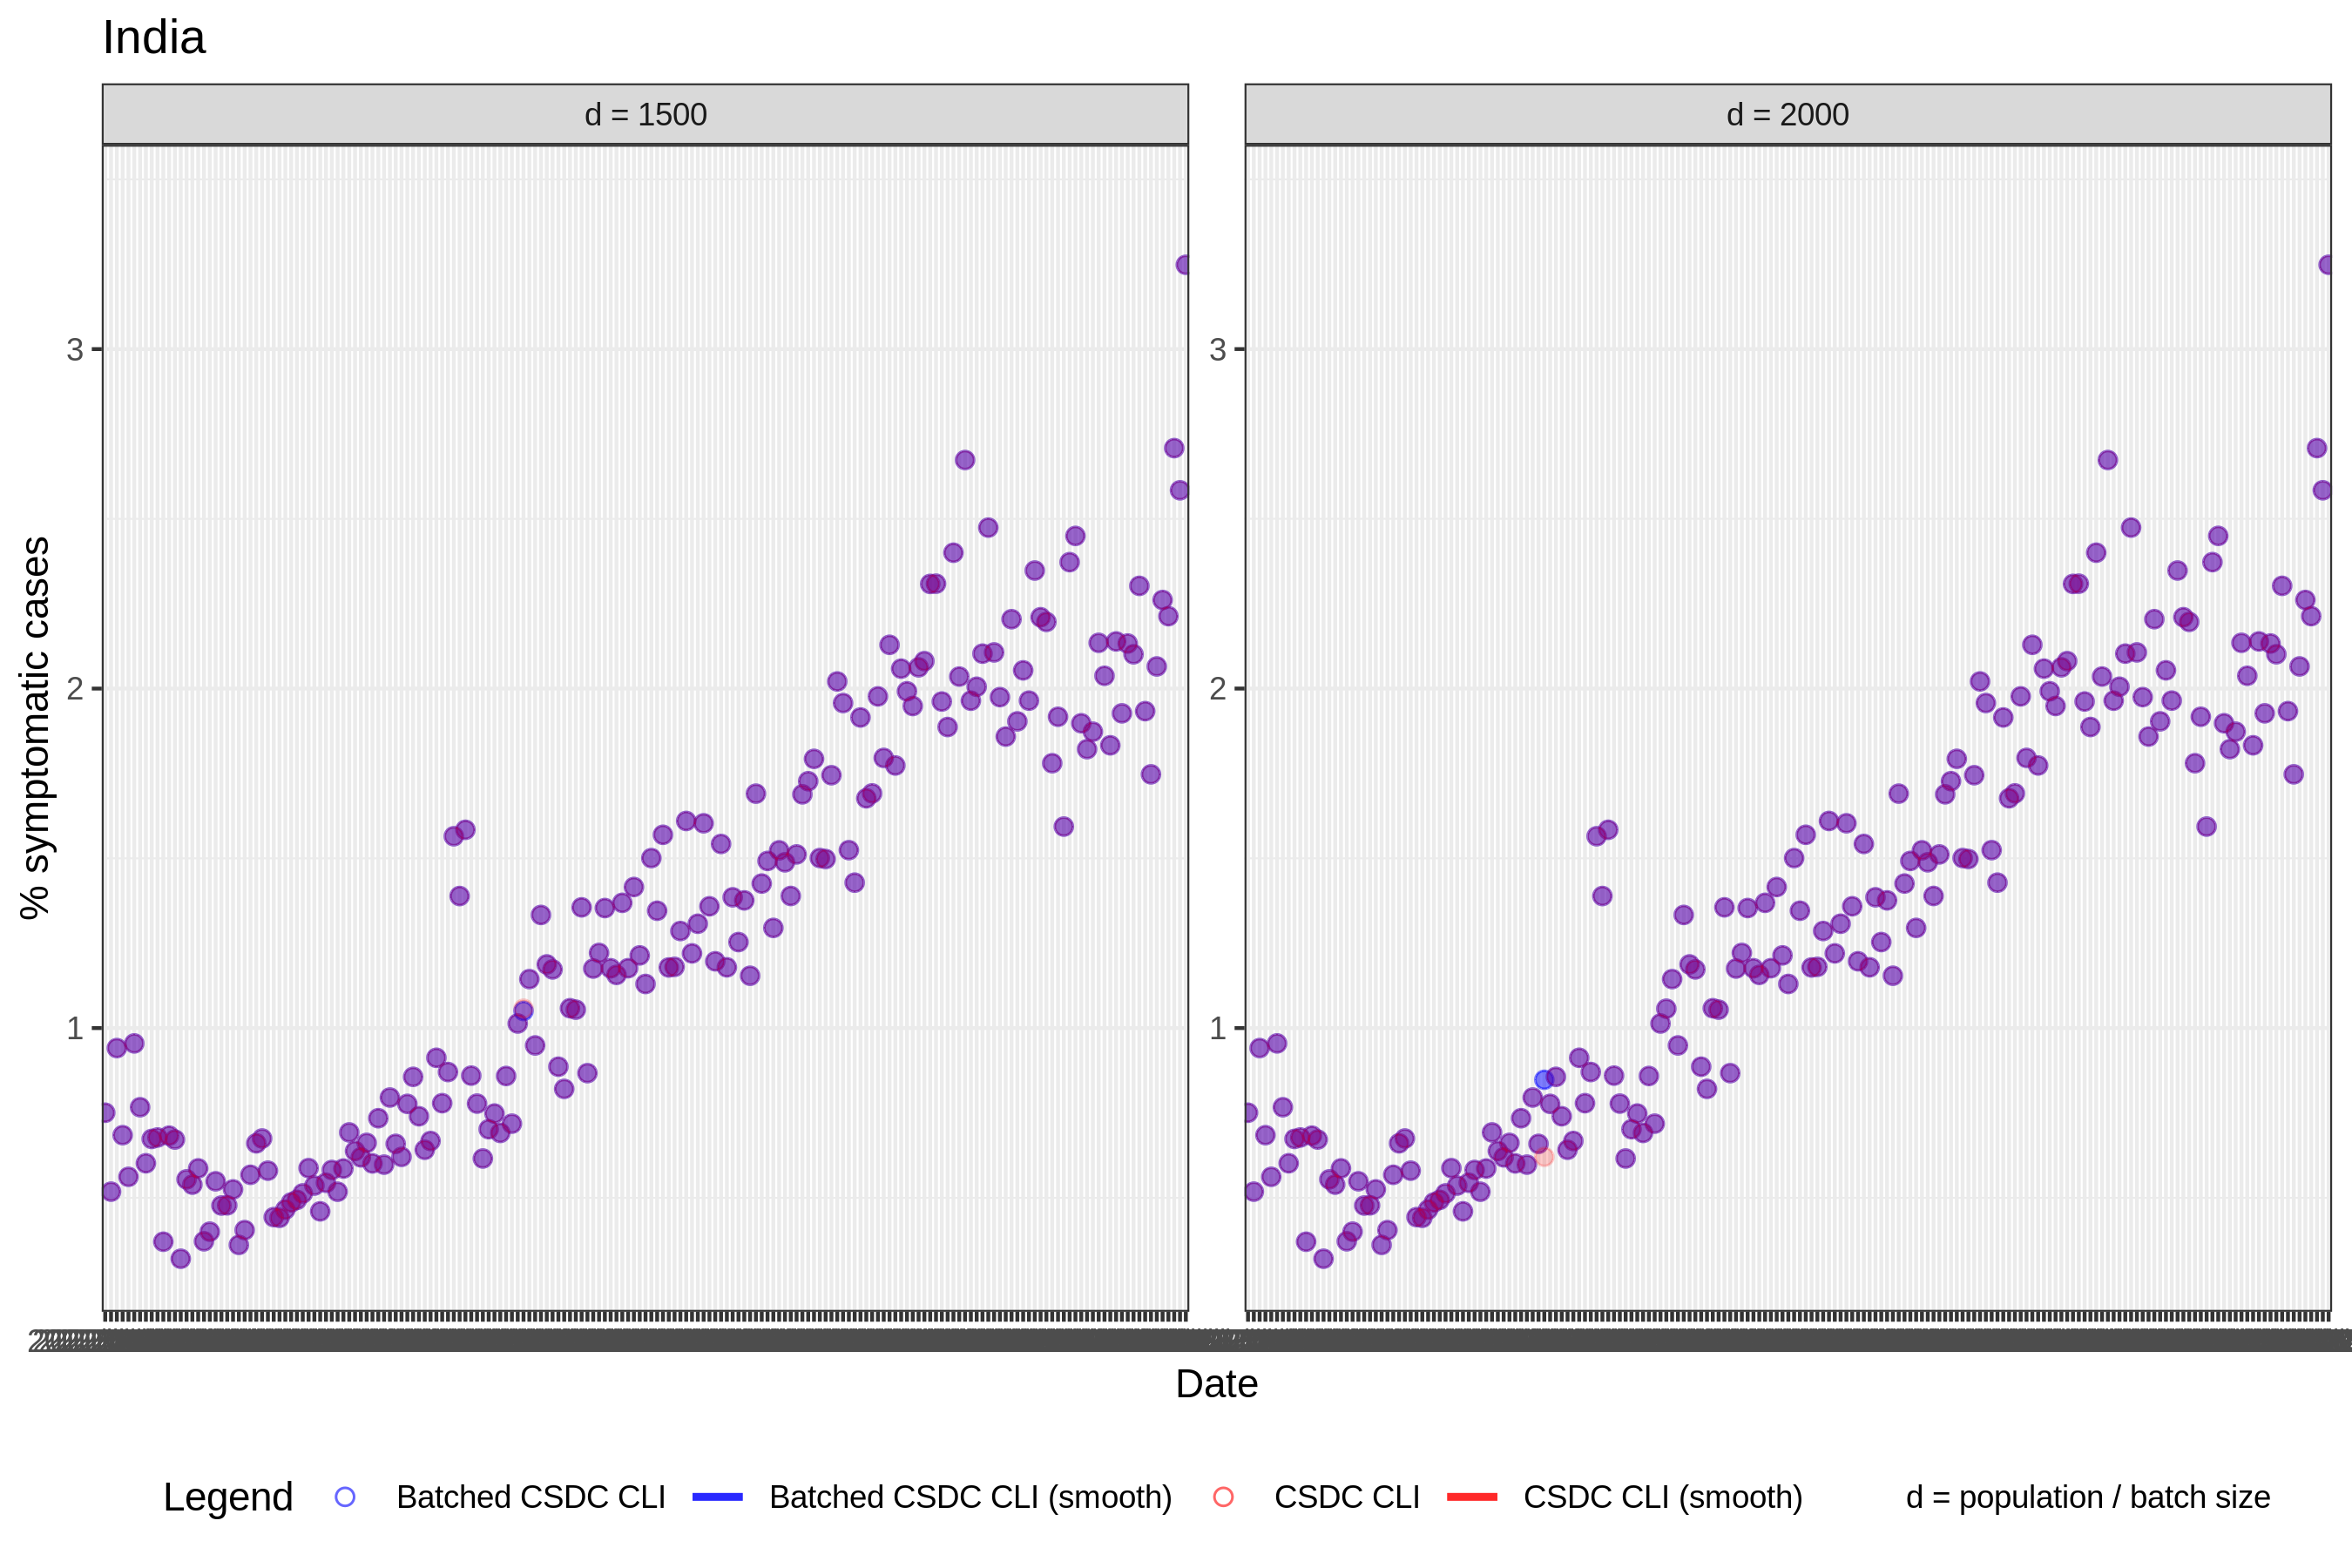 India
d = 1500
d = 2000
% symptomatic cases
3
2
1
3
2
1
Date
Legend
Batched CSDC CLI
Batched CSDC CLI (smooth)
CSDC CLI
CSDC CLI (smooth)
d = population / batch size